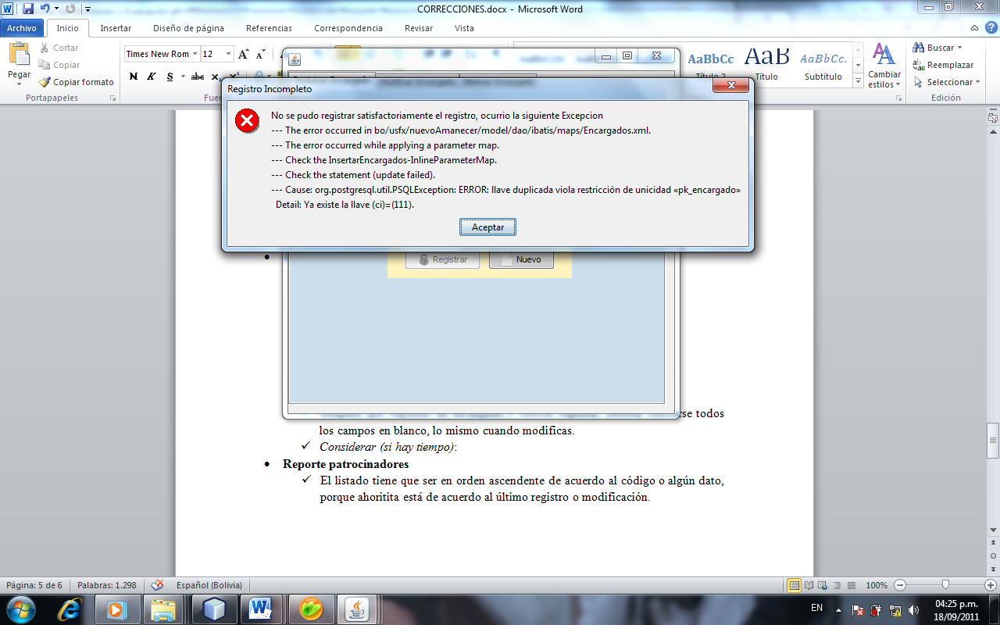 CORRECCIONES.docx - Microsoft Word
Archivo Inicio Insertar Diseño de página Referencias Correspondencia Revisar Vista
Pegar
Cortar
Copiar
Copiar formato
Portapapeles
Times New Rom 12
N K S abc x₂
Fue
AaBbCc AaB AaBbCc.
Título 2 Título Subtítulo
Cambiar estilos
Buscar
Reemplazar
Seleccionar
Edición
Registro Incompleto
No se pudo registrar satisfactoriamente el registro, ocurrio la siguiente Excepcion
--- The error occurred in bo/usfx/nuevoAmanecer/model/dao/ibatis/maps/Encargados.xml.
--- The error occurred while applying a parameter map.
--- Check the InsertarEncargados-InlineParameterMap.
--- Check the statement (update failed).
--- Cause: org.postgresql.util.PSQLException: ERROR: llave duplicada viola restricción de unicidad «pk_encargado»
Detail: Ya existe la llave (ci)=(111).
Aceptar
Registrar Nuevo
rse todos
los campos en blanco, lo mismo cuando modificas.
✓ Considerar (si hay tiempo):
• Reporte patrocinadores
✓ El listado tiene que ser en orden ascendente de acuerdo al código o algún dato,
porque ahoritita está de acuerdo al último registro o modificación.
Página: 5 de 6 Palabras: 1.298 Español (Bolivia) 100%
EN 04:25 p.m.
18/09/2011